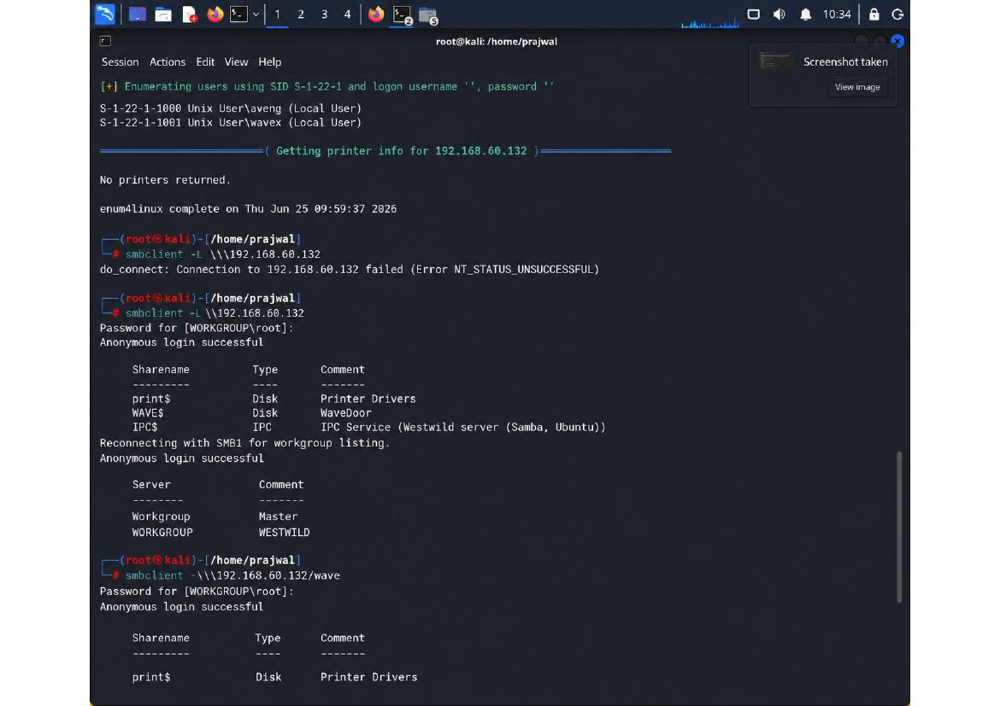 1 2 3 4 2 5 10:34
root@kali: /home/prajwal
Session Actions Edit View Help
Screenshot taken
View image
[+] Enumerating users using SID S-1-22-1 and logon username '', password ''
S-1-22-1-1000 Unix User\aveng (Local User)
S-1-22-1-1001 Unix User\wavex (Local User)
( Getting printer info for 192.168.60.132 )
No printers returned.
enum4linux complete on Thu Jun 25 09:59:37 2026
(root㉿kali)-[/home/prajwal]
# smbclient -L \\\192.168.60.132
do_connect: Connection to 192.168.60.132 failed (Error NT_STATUS_UNSUCCESSFUL)
(root㉿kali)-[/home/prajwal]
# smbclient -L \\192.168.60.132
Password for [WORKGROUP\root]:
Anonymous login successful
Sharename Type Comment
--------- ---- -------
print$ Disk Printer Drivers
WAVE$ Disk WaveDoor
IPC$ IPC IPC Service (Westwild server (Samba, Ubuntu))
Reconnecting with SMB1 for workgroup listing.
Anonymous login successful
Server Comment
-------- -------
Workgroup Master
WORKGROUP WESTWILD
(root㉿kali)-[/home/prajwal]
# smbclient -\\\192.168.60.132/wave
Password for [WORKGROUP\root]:
Anonymous login successful
Sharename Type Comment
--------- ---- -------
print$ Disk Printer Drivers